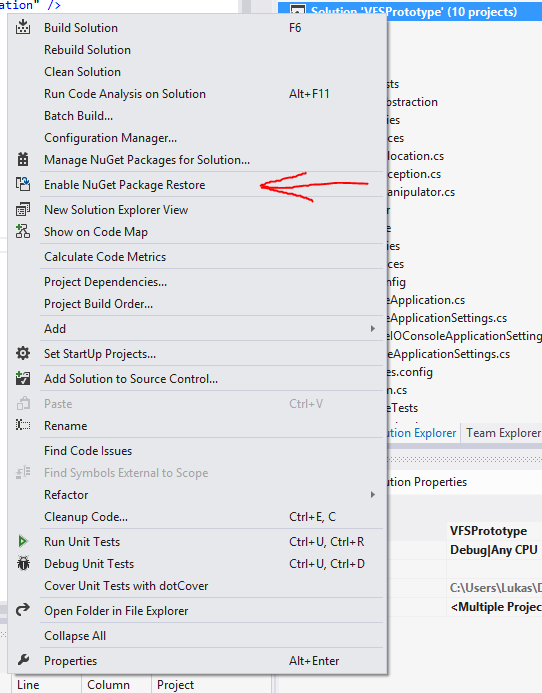 ation" />
Solution 'VFSPrototype' (10 projects)
Build Solution F6
Rebuild Solution
Clean Solution
Run Code Analysis on Solution Alt+F11
Batch Build...
Configuration Manager...
Manage NuGet Packages for Solution...
Enable NuGet Package Restore
New Solution Explorer View
Show on Code Map
Calculate Code Metrics
Project Dependencies...
Project Build Order...
Add
Set StartUp Projects...
Add Solution to Source Control...
Paste Ctrl+V
Rename
Find Code Issues
Find Symbols External to Scope
Refactor
Cleanup Code... Ctrl+E, C
Run Unit Tests Ctrl+U, Ctrl+R
Debug Unit Tests Ctrl+U, Ctrl+D
Cover Unit Tests with dotCover
Open Folder in File Explorer
Collapse All
Properties Alt+Enter
sts
ostraction
ies
ces
location.cs
ception.cs
anipulator.cs
r
e
ies
ces
nfig
eApplication.cs
eApplicationSettings.cs
elOConsoleApplicationSetting
eApplicationSettings.cs
es.config
m.cs
eTests
ution Explorer Team Explorer
ution Properties
VFSPrototype
Debug|Any CPU
C:\Users\Lukas\D
<Multiple Projec
Line Column Project